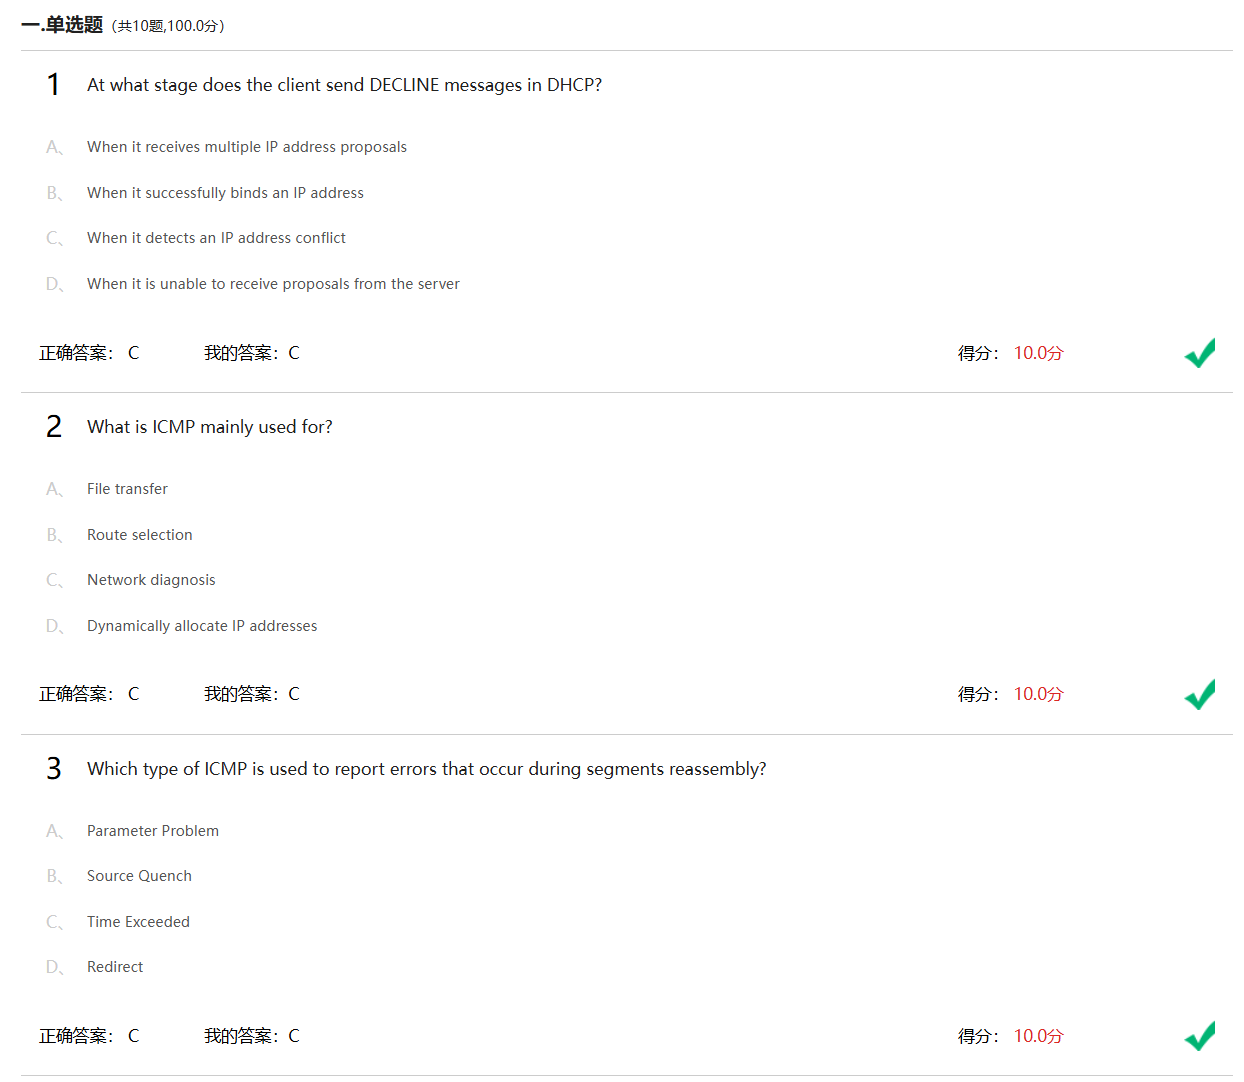 一.单选题（共10题,100.0分）
1 At what stage does the client send DECLINE messages in DHCP?
A、 When it receives multiple IP address proposals
B、 When it successfully binds an IP address
C、 When it detects an IP address conflict
D、 When it is unable to receive proposals from the server
正确答案： C 我的答案：C 得分： 10.0分
2 What is ICMP mainly used for?
A、 File transfer
B、 Route selection
C、 Network diagnosis
D、 Dynamically allocate IP addresses
正确答案： C 我的答案：C 得分： 10.0分
3 Which type of ICMP is used to report errors that occur during segments reassembly?
A、 Parameter Problem
B、 Source Quench
C、 Time Exceeded
D、 Redirect
正确答案： C 我的答案：C 得分： 10.0分